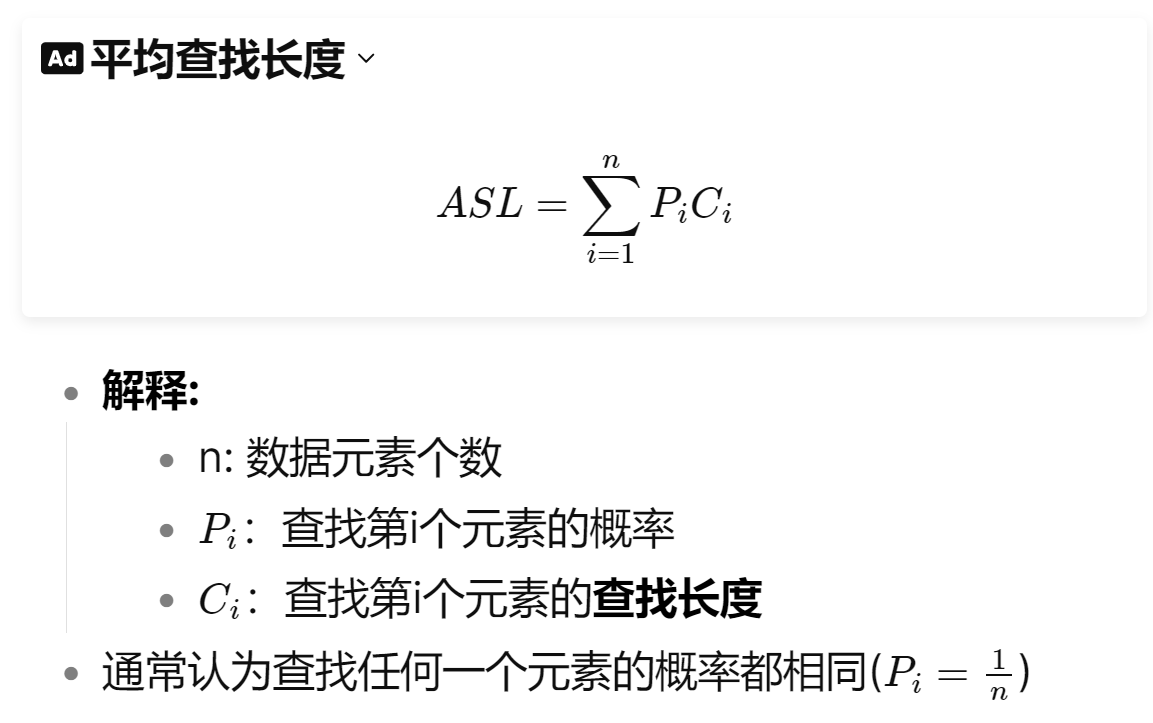 Ad 平均查找长度
$$ASL = \sum_{i=1}^{n} P_i C_i$$
解释:
n: 数据元素个数
$P_i$：查找第i个元素的概率
$C_i$：查找第i个元素的查找长度
通常认为查找任何一个元素的概率都相同($P_i = \frac{1}{n}$)